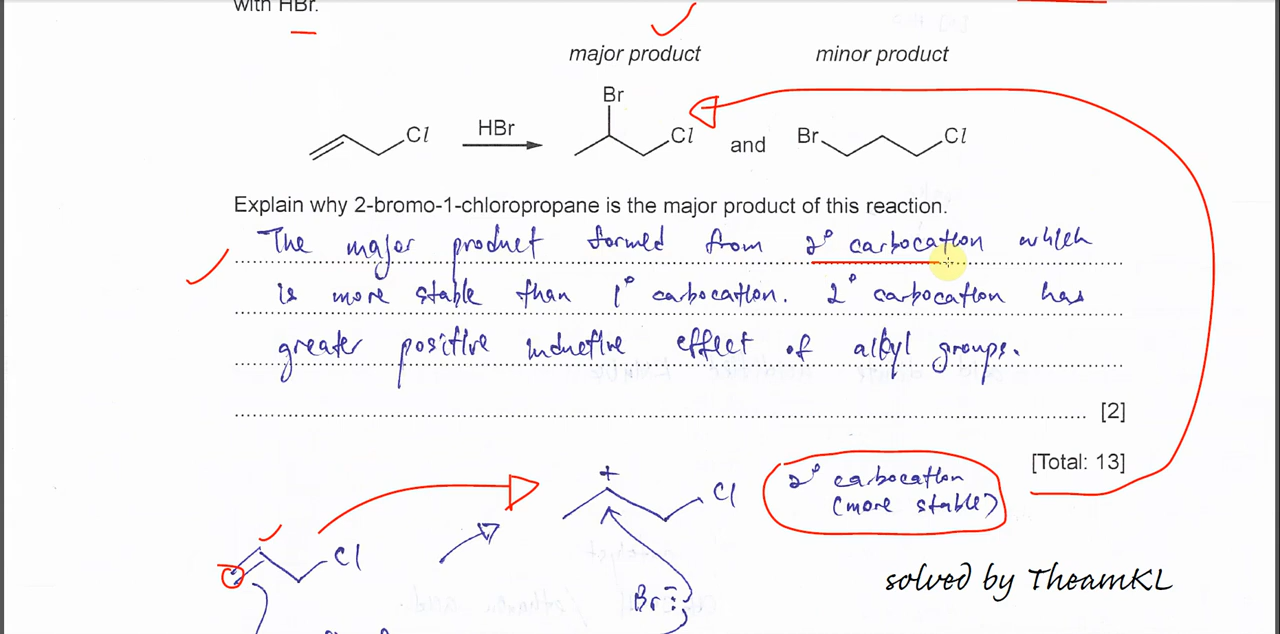 with HBr.
major product
minor product
Br
Cl
HBr
Cl
and
Br
Cl
Explain why 2-bromo-1-chloropropane is the major product of this reaction.
The major product formed from 2° carbocation which
is more stable than 1° carbocation. 2° carbocation has
greater positive inductive effect of alkyl groups.
[2]
[Total: 13]
2° carbocation
(more stable)
+
Cl
Cl
Br:
solved by TheamKL